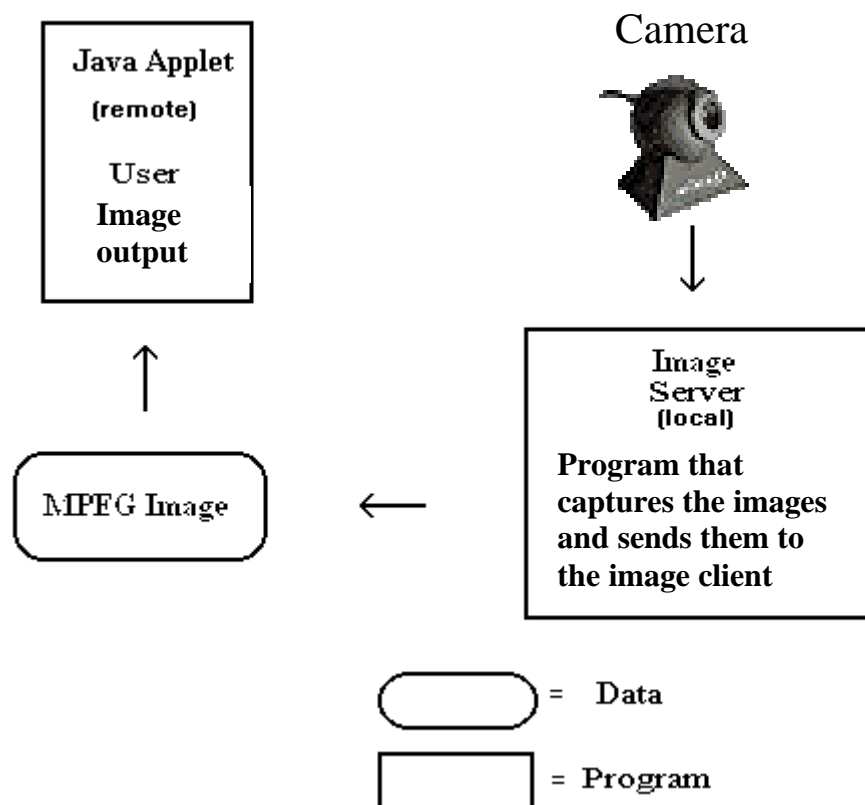 Camera
Java Applet
(remote)
User
Image
output
Image
Server
(local)
Program that
captures the images
and sends them to
the image client
MPEG Image
= Data
= Program